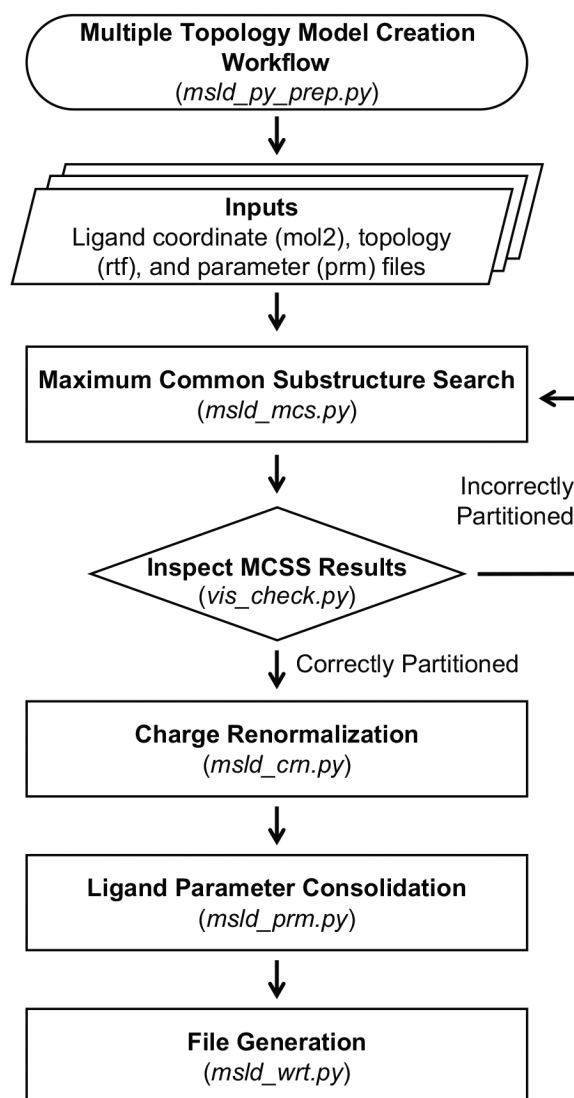 Multiple Topology Model Creation
Workflow
(msld_py_prep.py)
Inputs
Ligand coordinate (mol2), topology
(rtf), and parameter (prm) files
Maximum Common Substructure Search
(msld_mcs.py)
Incorrectly
Partitioned
Inspect MCSS Results
(vis_check.py)
Correctly Partitioned
Charge Renormalization
(msld_crn.py)
Ligand Parameter Consolidation
(msld_prm.py)
File Generation
(msld_wrt.py)